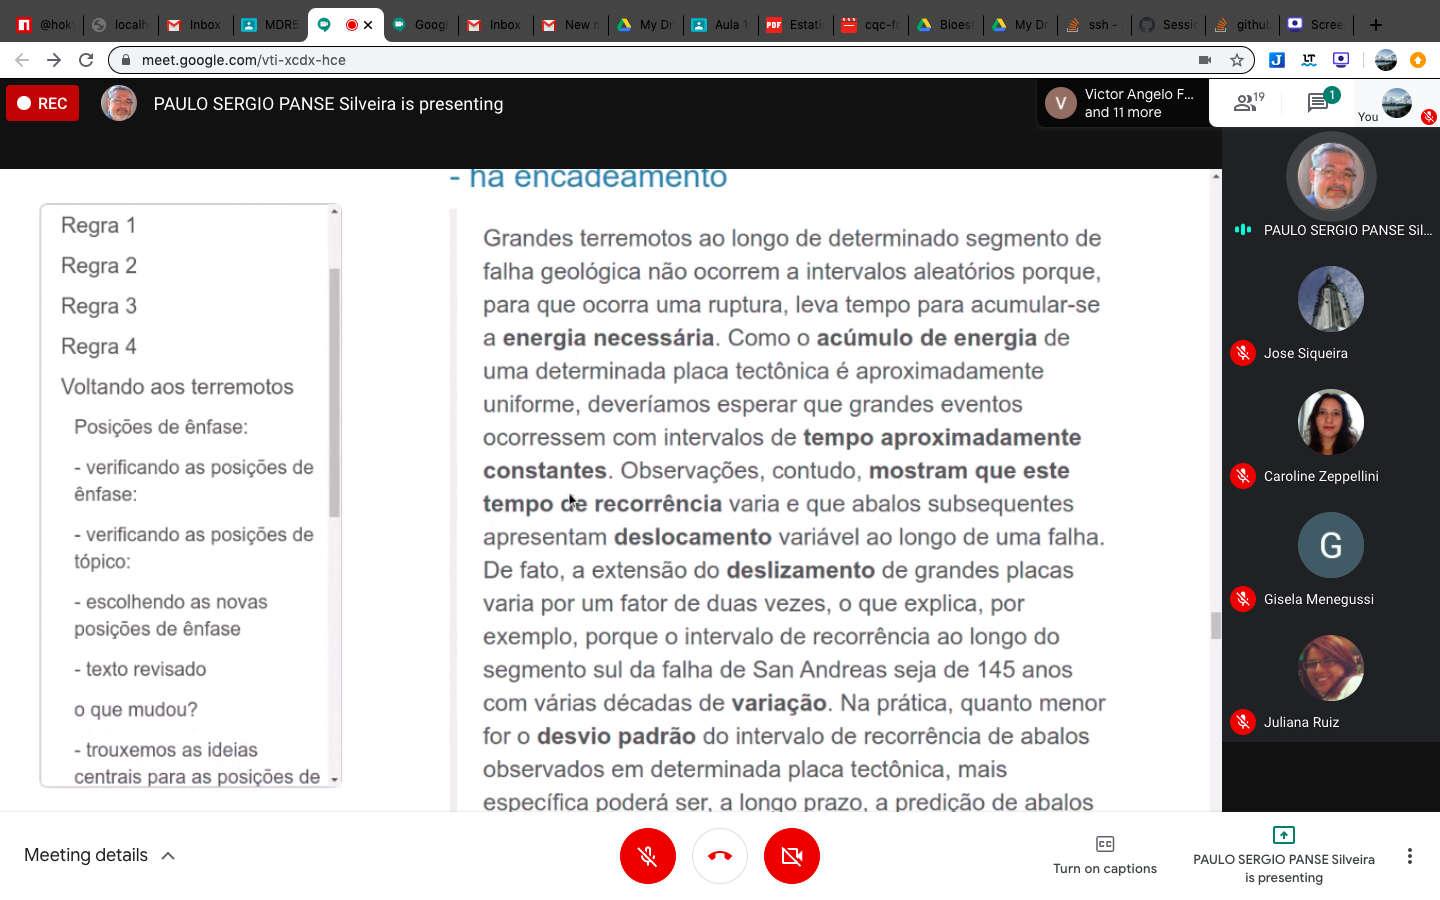 @hok
localh
Inbox
MDR5
Googl
Inbox
New m
My Dr
Aula 1
PDF
Estati
cqc-fo
Bioest
My Dr
ssh -
Sessio
github
Scree
meet.google.com/vti-xcdx-hce
J
LT
REC
PAULO SERGIO PANSE Silveira is presenting
V
Victor Angelo F...
and 11 more
19
1
You
- há encadeamento
Regra 1
Regra 2
Regra 3
Regra 4
Voltando aos terremotos
Posições de ênfase:
- verificando as posições de
ênfase:
- verificando as posições de
tópico:
- escolhendo as novas
posições de ênfase
- texto revisado
o que mudou?
- trouxemos as ideias
centrais para as posições de
Grandes terremotos ao longo de determinado segmento de
falha geológica não ocorrem a intervalos aleatórios porque,
para que ocorra uma ruptura, leva tempo para acumular-se
a energia necessária. Como o acúmulo de energia de
uma determinada placa tectônica é aproximadamente
uniforme, deveríamos esperar que grandes eventos
ocorressem com intervalos de tempo aproximadamente
constantes. Observações, contudo, mostram que este
tempo de recorrência varia e que abalos subsequentes
apresentam deslocamento variável ao longo de uma falha.
De fato, a extensão do deslizamento de grandes placas
varia por um fator de duas vezes, o que explica, por
exemplo, porque o intervalo de recorrência ao longo do
segmento sul da falha de San Andreas seja de 145 anos
com várias décadas de variação. Na prática, quanto menor
for o desvio padrão do intervalo de recorrência de abalos
observados em determinada placa tectônica, mais
específica poderá ser, a longo prazo, a predição de abalos
PAULO SERGIO PANSE Sil...
Jose Siqueira
Caroline Zeppellini
G
Gisela Menegussi
Juliana Ruiz
Meeting details
CC
Turn on captions
PAULO SERGIO PANSE Silveira
is presenting